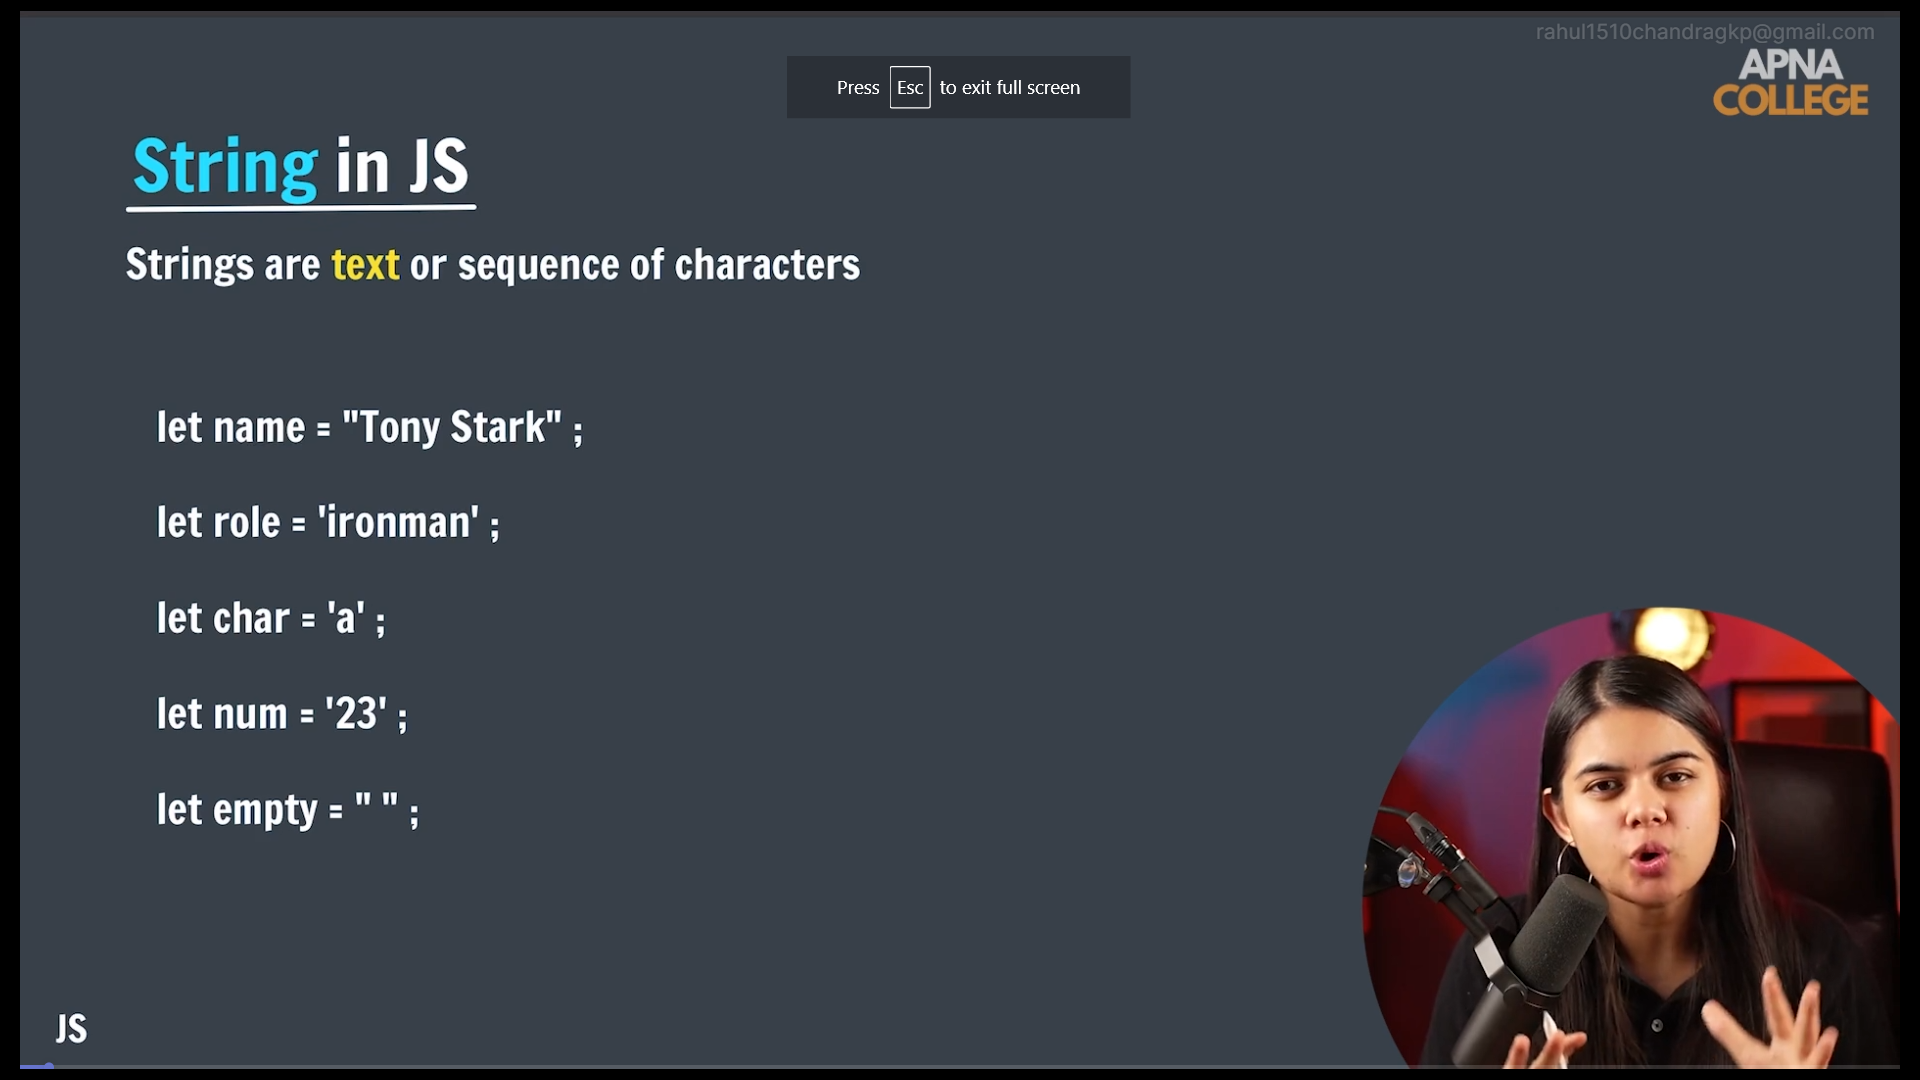 rahul1510chandragkp@gmail.com
APNA
COLLEGE
Press Esc to exit full screen
String in JS
Strings are text or sequence of characters
let name = "Tony Stark" ;
let role = 'ironman' ;
let char = 'a' ;
let num = '23' ;
let empty = " " ;
JS